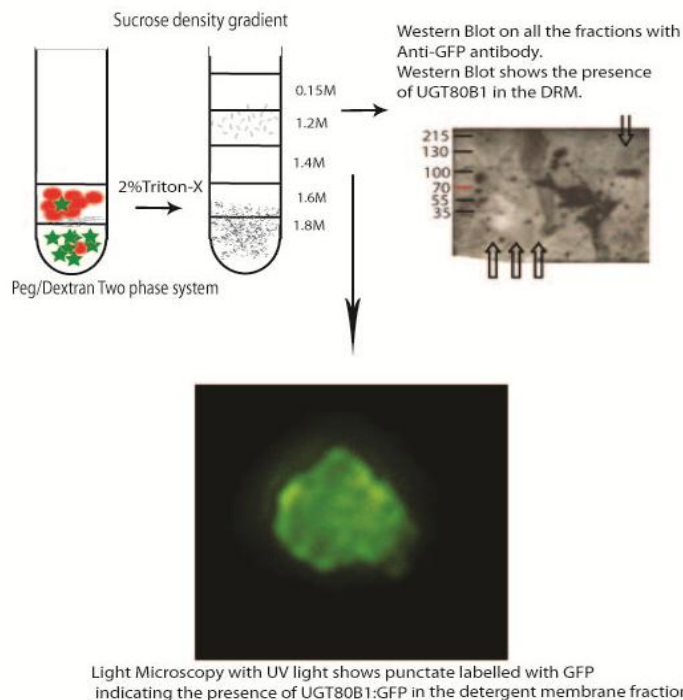 Sucrose density gradient
Western Blot on all the fractions with
Anti-GFP antibody.
Western Blot shows the presence
of UGT80B1 in the DRM.
0.15M
1.2M
1.4M
1.6M
1.8M
2%Triton-X
215
130
100
70
55
35
Peg/Dextran Two phase system
Light Microscopy with UV light shows punctate labelled with GFP
indicating the presence of UGT80B1:GFP in the detergent membrane fraction